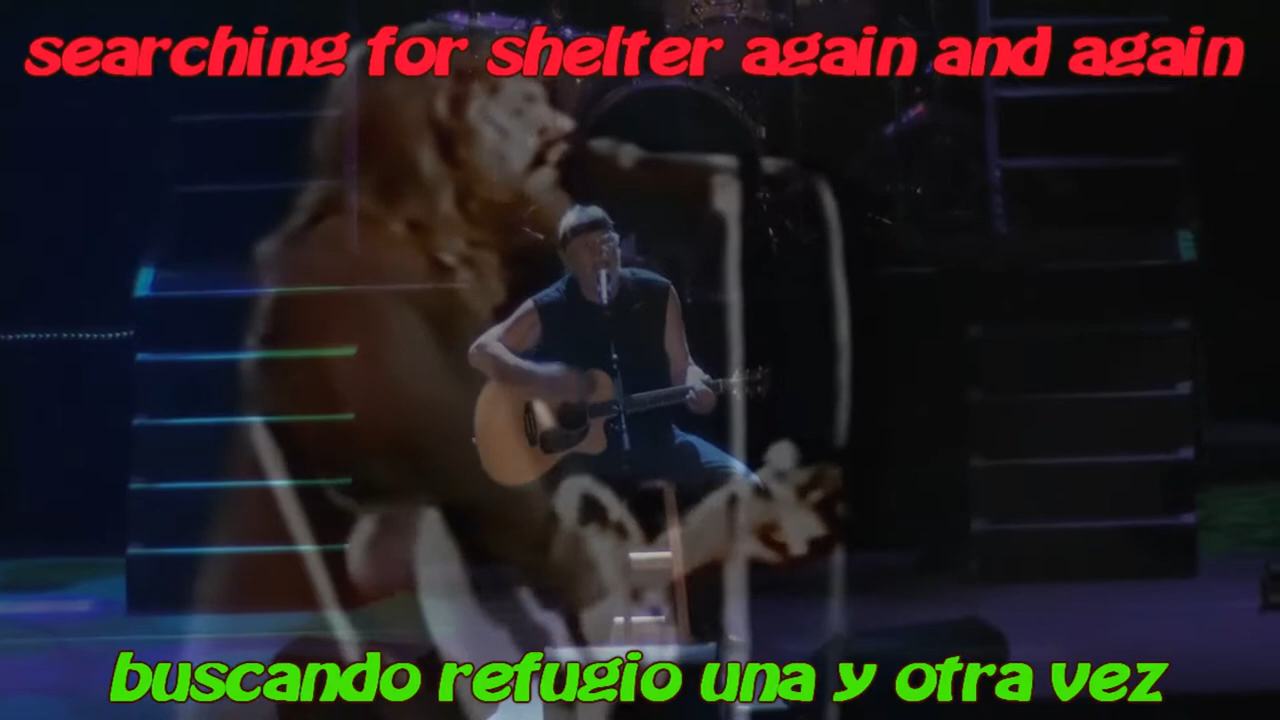 searching for shelter again and again
buscando refugio una y otra vez